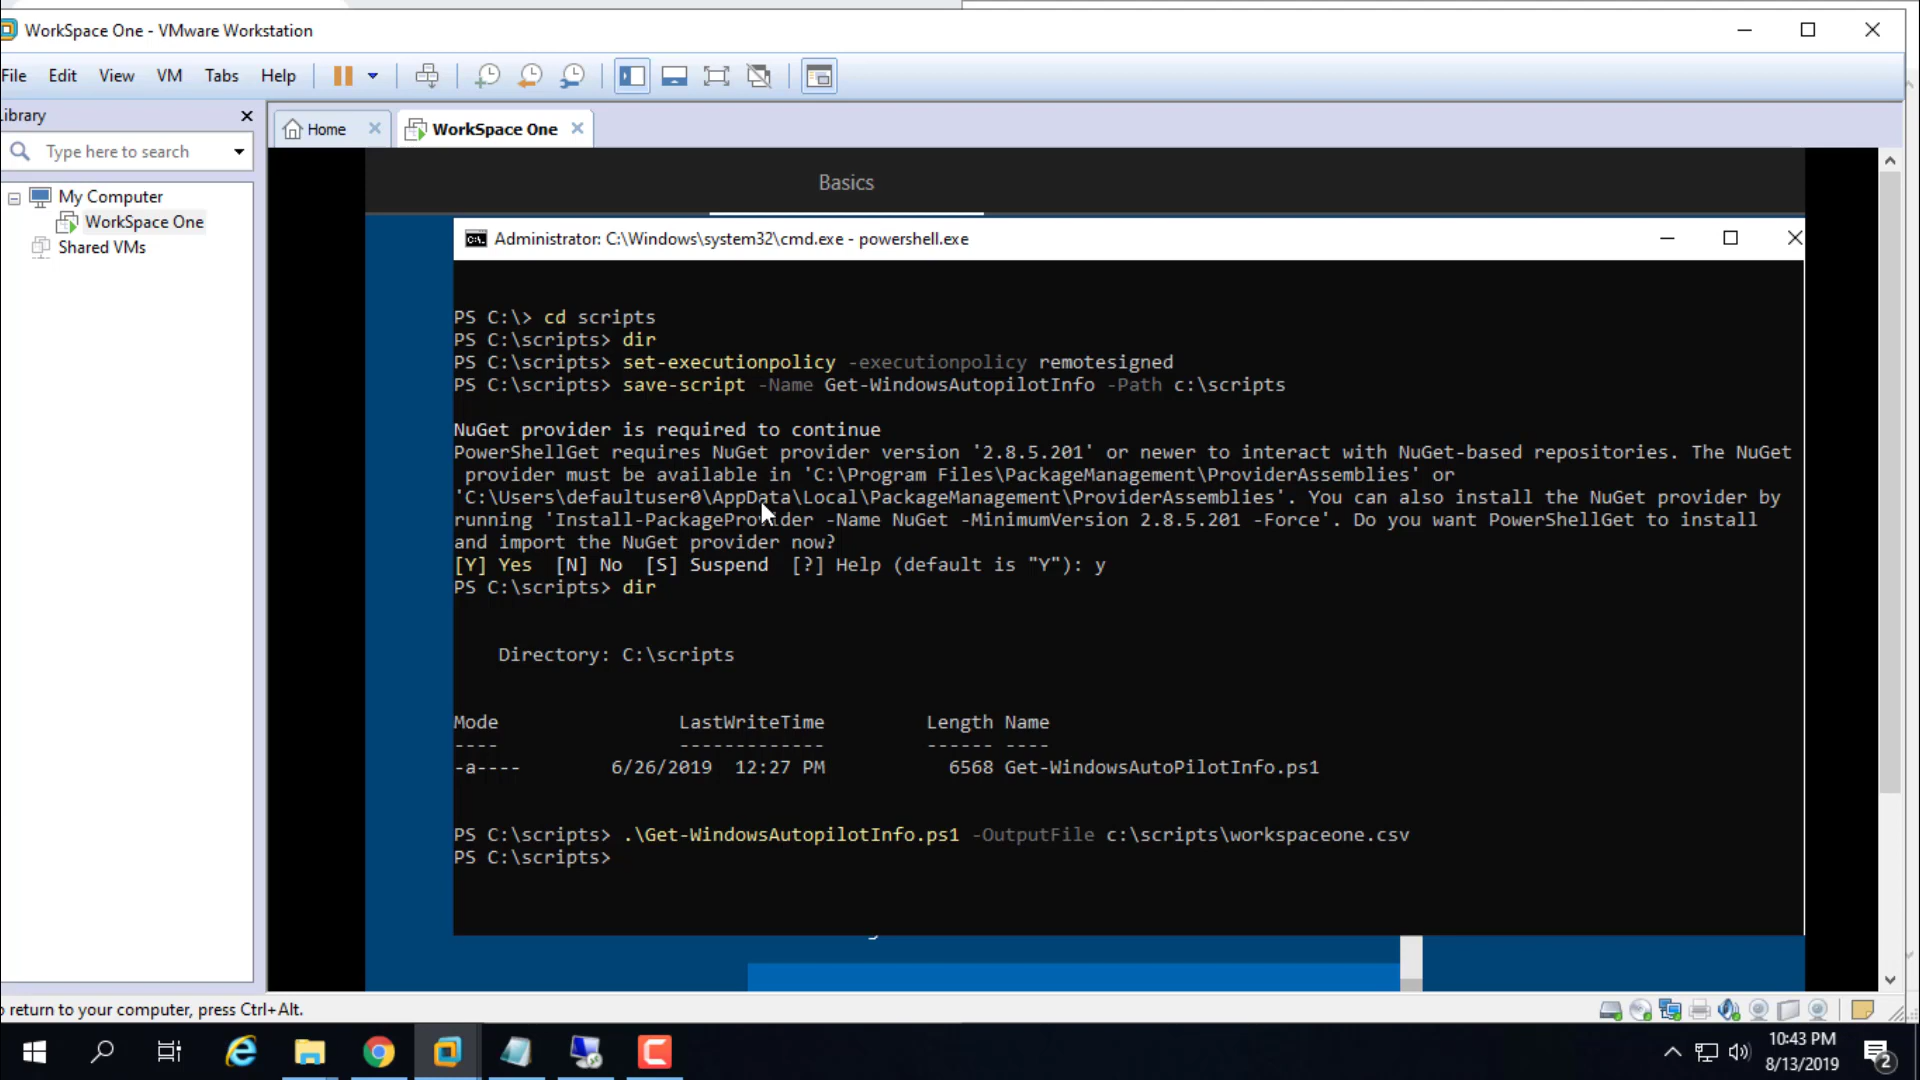 WorkSpace One - VMware Workstation
File Edit View VM Tabs Help
Library
Type here to search
Home
WorkSpace One
My Computer
WorkSpace One
Shared VMs
Basics
Administrator: C:\Windows\system32\cmd.exe - powershell.exe
PS C:\> cd scripts
PS C:\scripts> dir
PS C:\scripts> set-executionpolicy -executionpolicy remotesigned
PS C:\scripts> save-script -Name Get-WindowsAutopilotInfo -Path c:\scripts
NuGet provider is required to continue
PowerShellGet requires NuGet provider version '2.8.5.201' or newer to interact with NuGet-based repositories. The NuGet
provider must be available in 'C:\Program Files\PackageManagement\ProviderAssemblies' or
'C:\Users\defaultuser0\AppData\Local\PackageManagement\ProviderAssemblies'. You can also install the NuGet provider by
running 'Install-PackageProvider -Name NuGet -MinimumVersion 2.8.5.201 -Force'. Do you want PowerShellGet to install
and import the NuGet provider now?
[Y] Yes [N] No [S] Suspend [?] Help (default is "Y"): y
PS C:\scripts> dir
Directory: C:\scripts
Mode LastWriteTime Length Name
---- ------------- ------ ----
-a---- 6/26/2019 12:27 PM 6568 Get-WindowsAutoPilotInfo.ps1
PS C:\scripts> .\Get-WindowsAutopilotInfo.ps1 -OutputFile c:\scripts\workspaceone.csv
PS C:\scripts>
o return to your computer, press Ctrl+Alt.
10:43 PM
8/13/2019
2